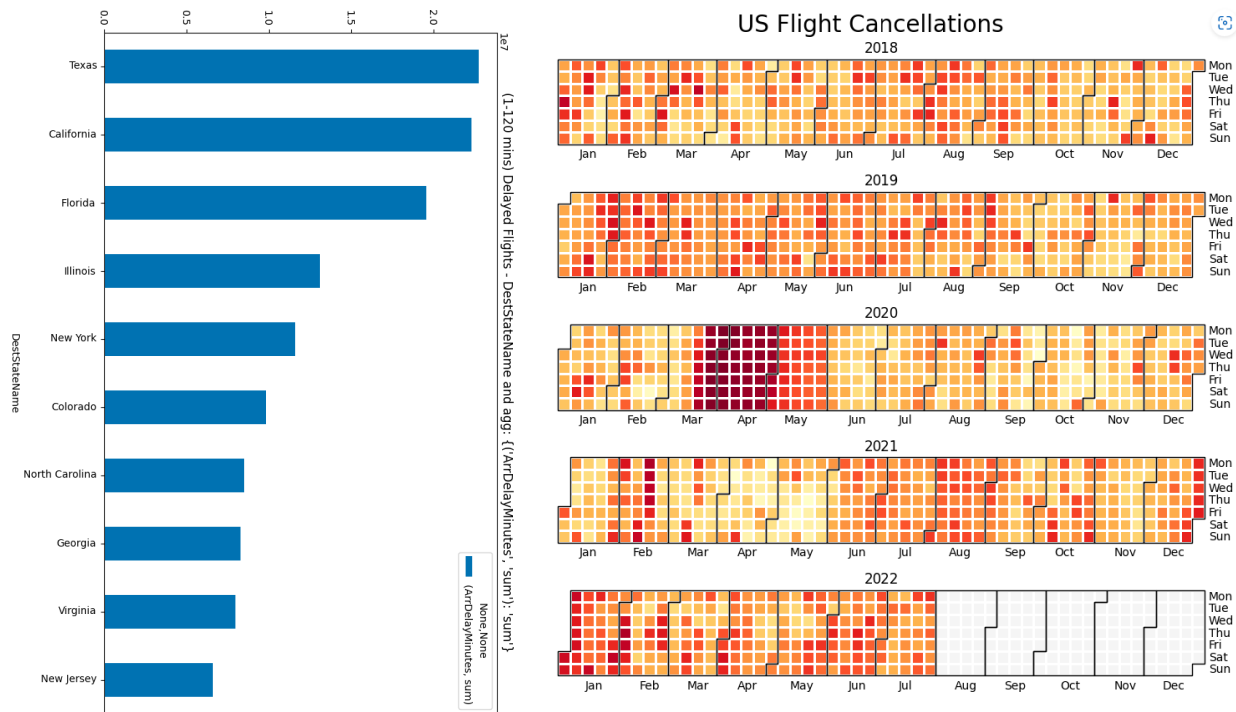 0.0
0.5
1.0
1.5
2.0
1e7
Texas
California
Florida
Illinois
New York
Colorado
North Carolina
Georgia
Virginia
New Jersey
DestStateName
(1-120 mins) Delayed Flights - DestStateName and agg: {('ArrDelayMinutes', 'sum'): 'sum'}
None,None
(ArrDelayMinutes, sum)
US Flight Cancellations
2018
Mon
Tue
Wed
Thu
Fri
Sat
Sun
Jan Feb Mar Apr May Jun Jul Aug Sep Oct Nov Dec
2019
Mon
Tue
Wed
Thu
Fri
Sat
Sun
Jan Feb Mar Apr May Jun Jul Aug Sep Oct Nov Dec
2020
Mon
Tue
Wed
Thu
Fri
Sat
Sun
Jan Feb Mar Apr May Jun Jul Aug Sep Oct Nov Dec
2021
Mon
Tue
Wed
Thu
Fri
Sat
Sun
Jan Feb Mar Apr May Jun Jul Aug Sep Oct Nov Dec
2022
Mon
Tue
Wed
Thu
Fri
Sat
Sun
Jan Feb Mar Apr May Jun Jul Aug Sep Oct Nov Dec